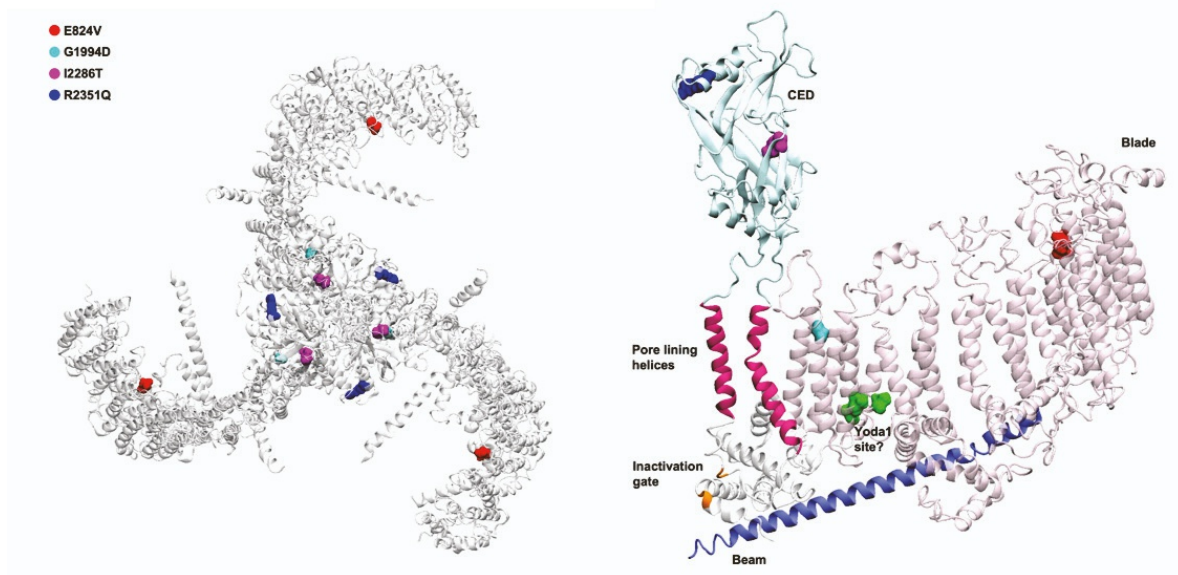 E824V
G1994D
I2286T
R2351Q
CED
Blade
Pore lining
helices
Yoda1
site?
Inactivation
gate
Beam